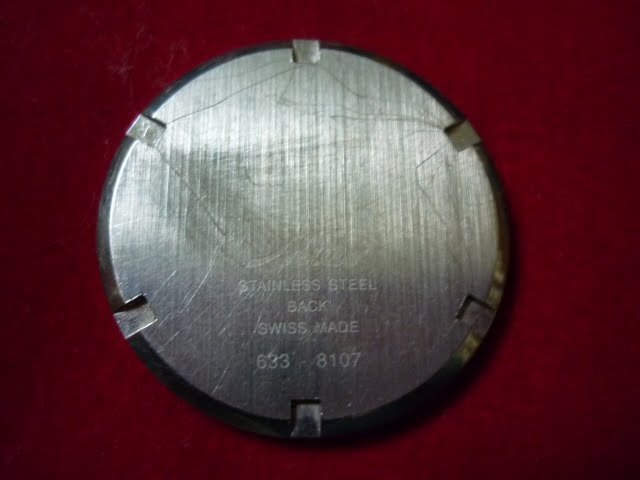 STAINLESS STEEL
BACK
SWISS MADE
633 - 8107